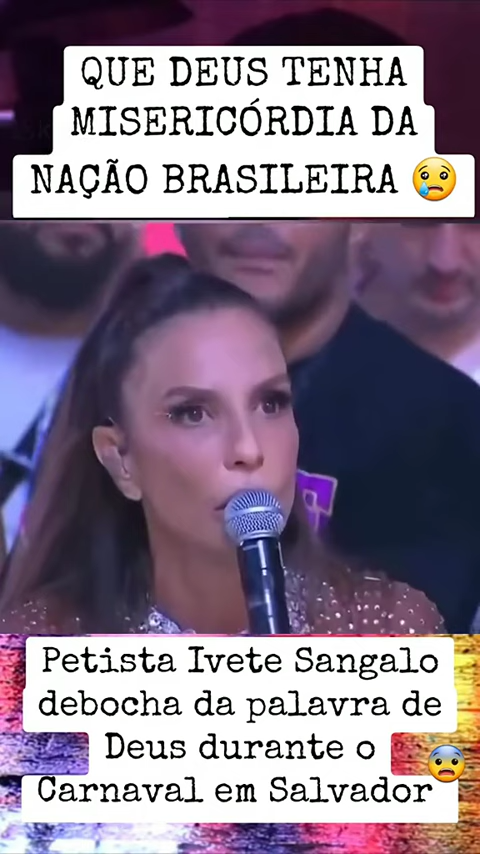 QUE DEUS TENHA
MISERICÓRDIA DA
NAÇÃO BRASILEIRA 😢
Petista Ivete Sangalo
debocha da palavra de
Deus durante o 😨
Carnaval em Salvador